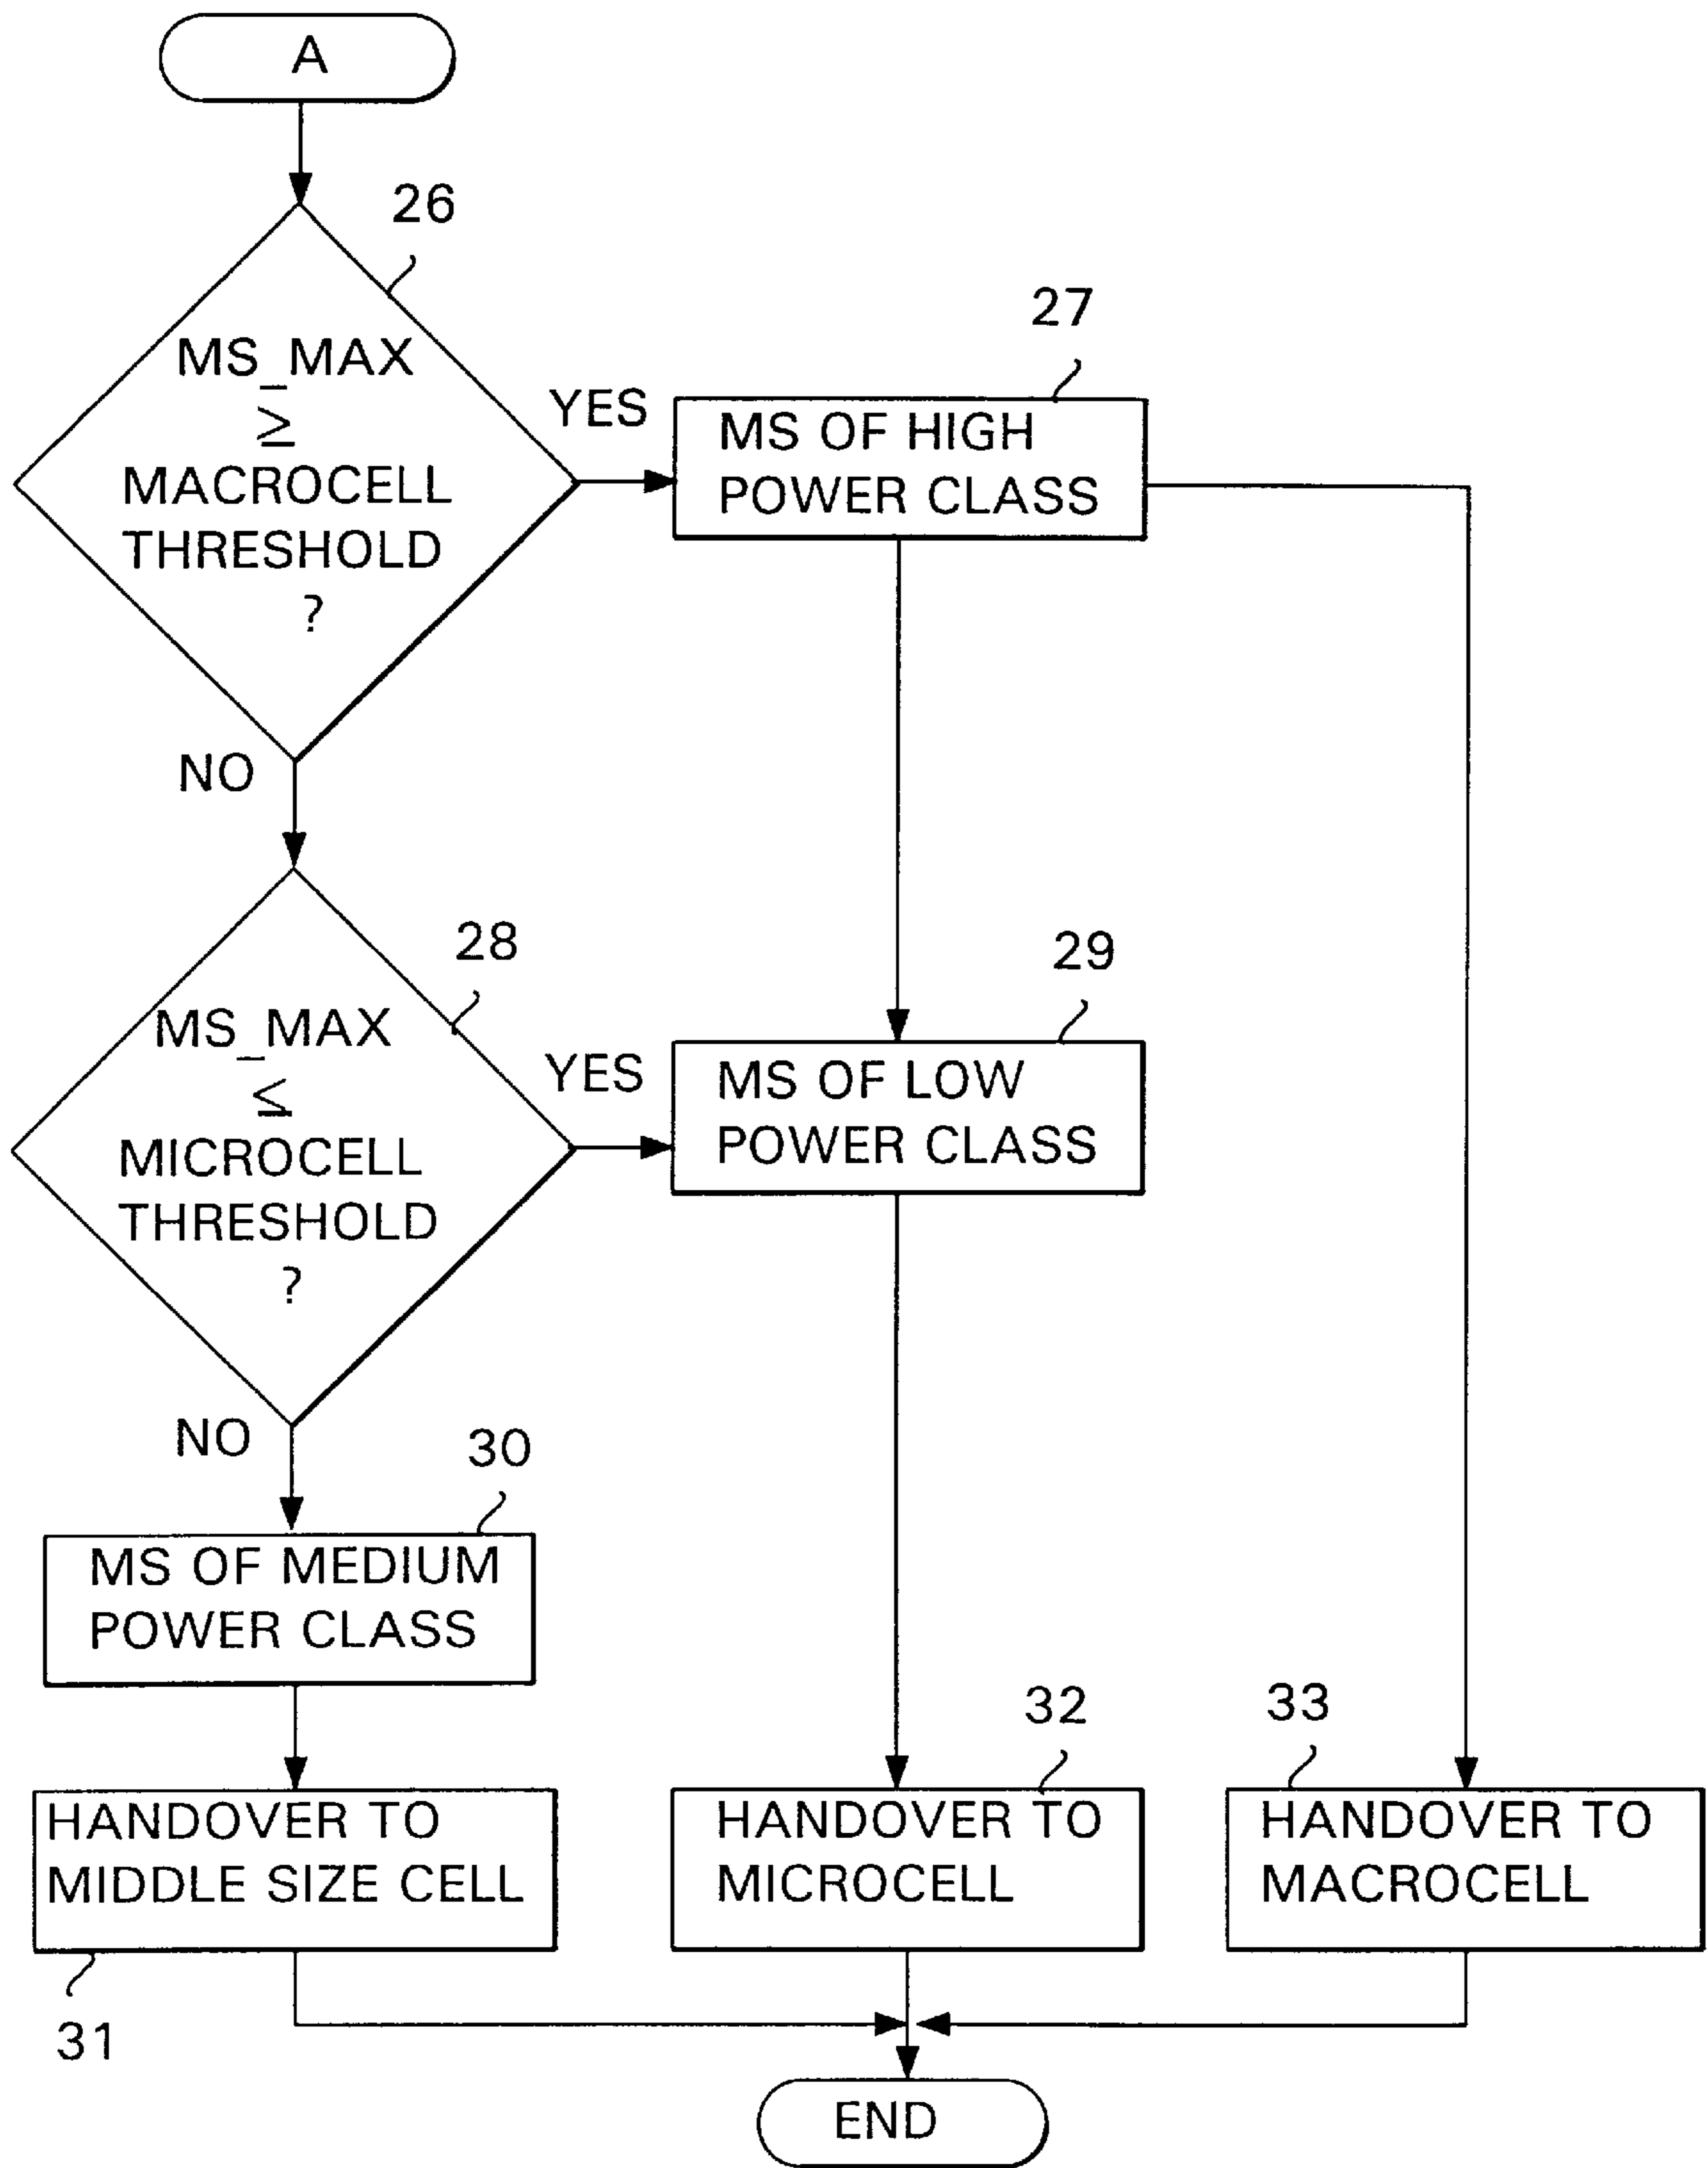 A
26
MS_MAX
≥
MACROCELL
THRESHOLD
?
YES
27
MS OF HIGH
POWER CLASS
NO
28
MS_MAX
≤
MICROCELL
THRESHOLD
?
YES
29
MS OF LOW
POWER CLASS
NO
30
MS OF MEDIUM
POWER CLASS
31
HANDOVER TO
MIDDLE SIZE CELL
32
HANDOVER TO
MICROCELL
33
HANDOVER TO
MACROCELL
END